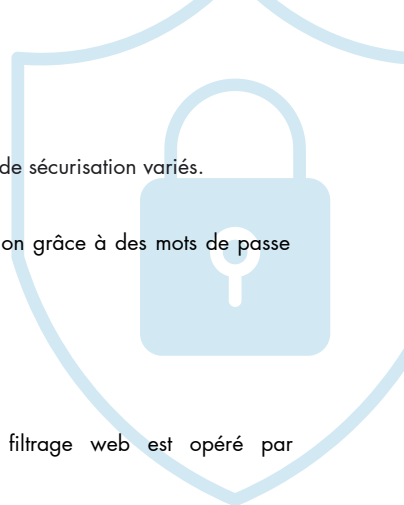 de sécurisation variés.
on grâce à des mots de passe
filtrage web est opéré par